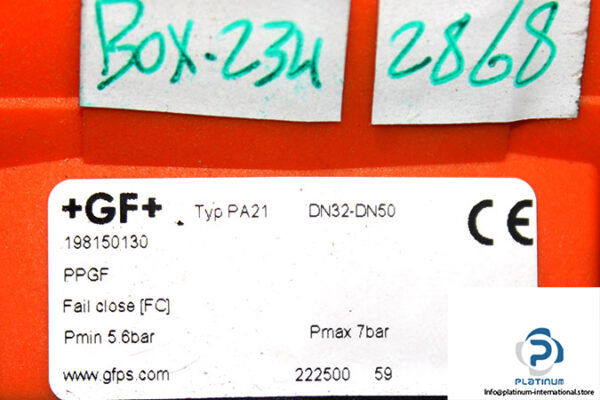 BOX-234
2868
+GF+ Typ PA21 DN32-DN50 CE
198150130
PPGF
Fail close [FC]
Pmin 5.6bar Pmax 7bar
www.gfps.com 222500 59
PLATINUM
Info@platinum-international.store